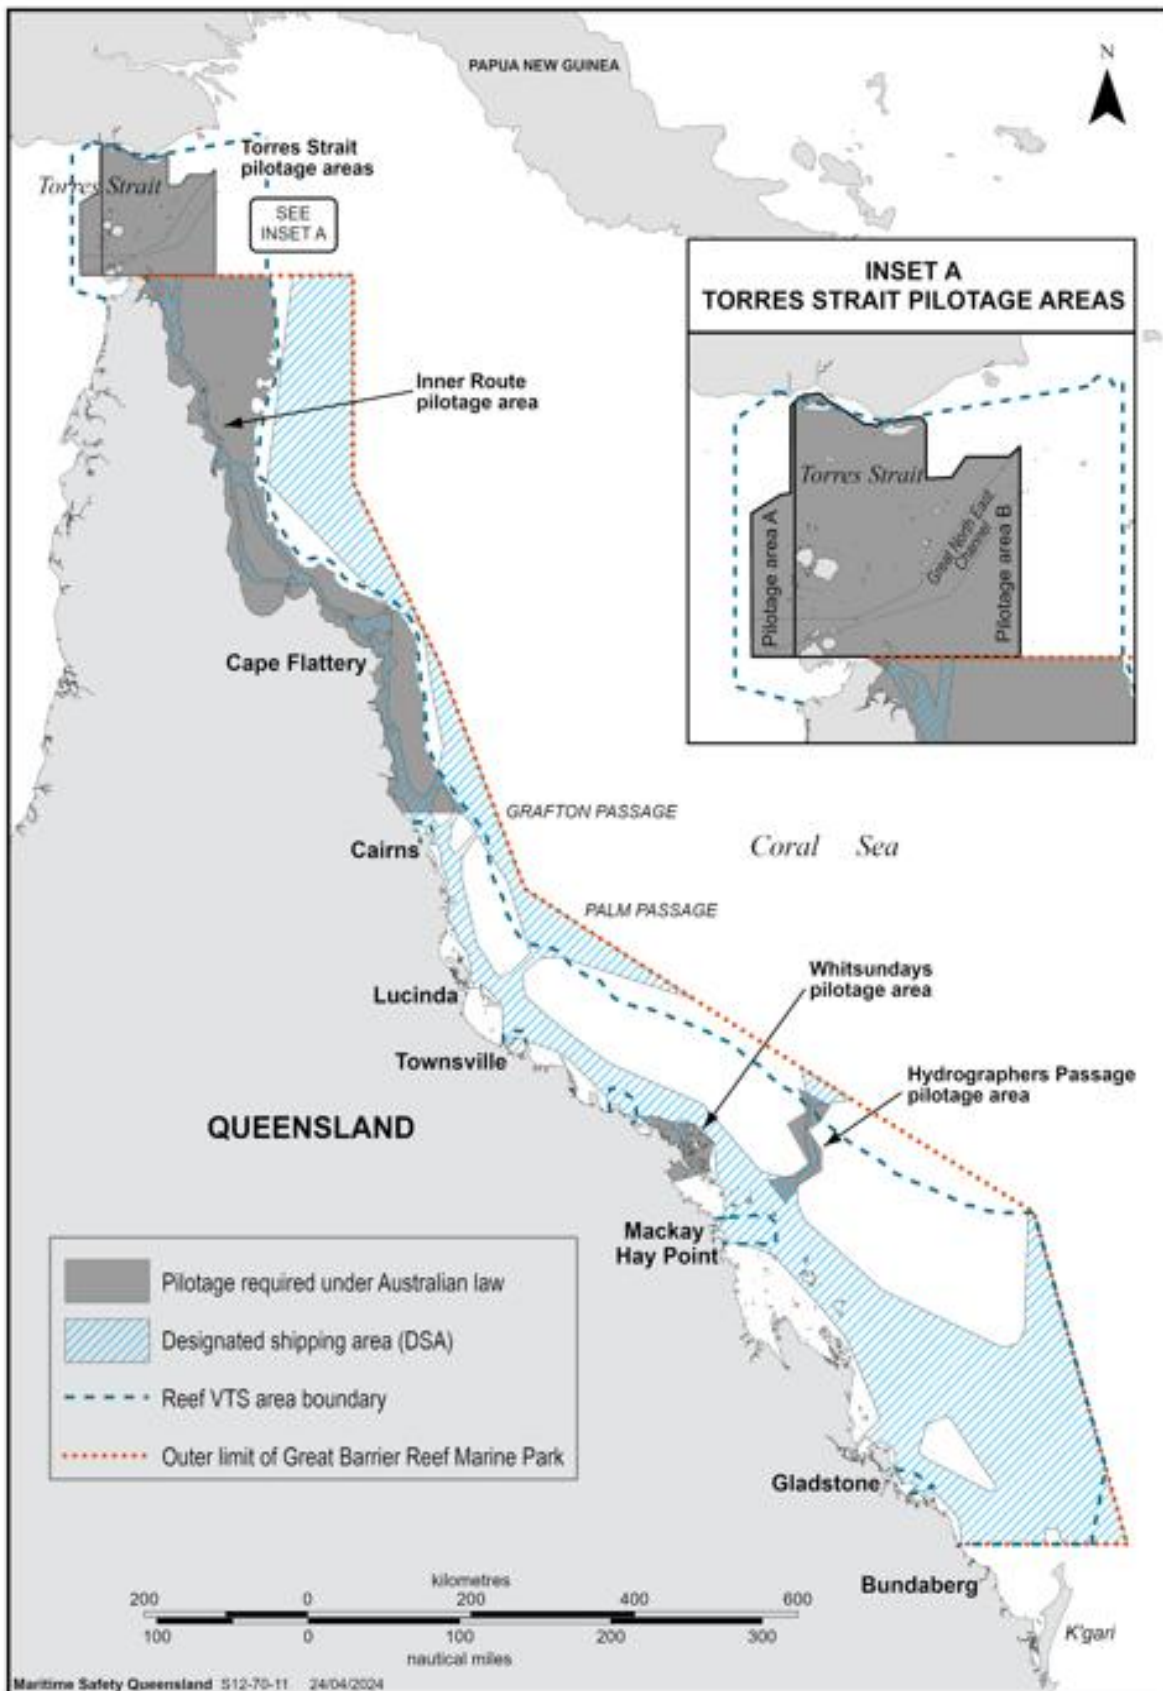 PAPUA NEW GUINEA
N
Torres Strait
pilotage areas
Torres Strait
SEE
INSET A
INSET A
TORRES STRAIT PILOTAGE AREAS
Inner Route
pilotage area
Torres Strait
Pilotage area A
Great North East
Channel
Pilotage area B
Cape Flattery
GRAFTON PASSAGE
Cairns
Coral Sea
PALM PASSAGE
Whitsundays
pilotage area
Lucinda
Townsville
Hydrographers Passage
pilotage area
QUEENSLAND
Mackay
Hay Point
Pilotage required under Australian law
Designated shipping area (DSA)
Reef VTS area boundary
Outer limit of Great Barrier Reef Marine Park
Gladstone
Bundaberg
K'gari
kilometres
200 0 200 400 600
100 0 100 200 300
nautical miles
Maritime Safety Queensland S12-70-11 24/04/2024